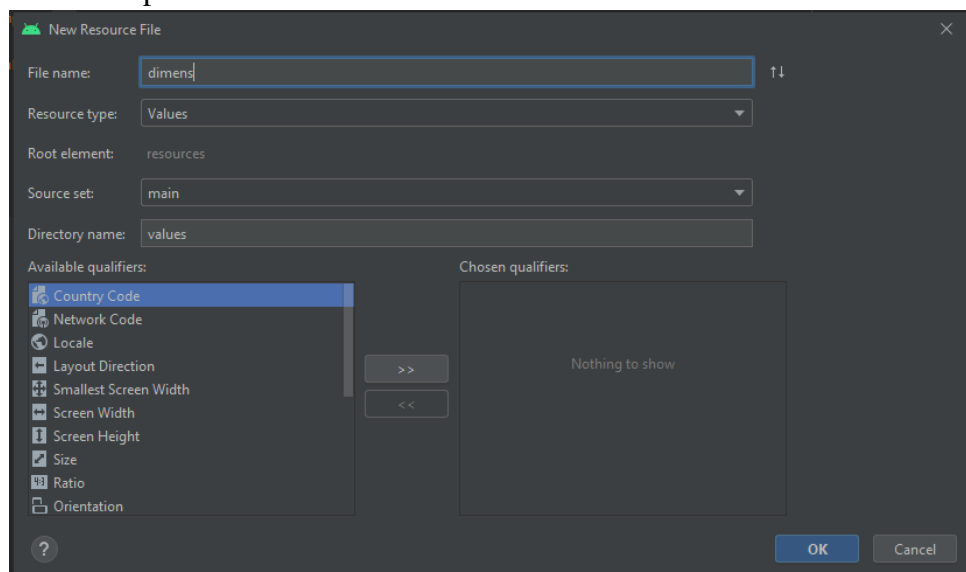 New Resource File
File name: dimens
Resource type: Values
Root element: resources
Source set: main
Directory name: values
Available qualifiers:
Chosen qualifiers:
Country Code
Network Code
Locale
Layout Direction
Smallest Screen Width
Screen Width
Screen Height
Size
Ratio
Orientation
>>
<<
Nothing to show
?
OK
Cancel